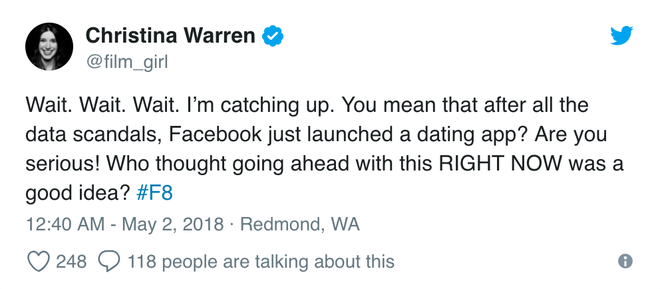 Christina Warren
@film_girl
Wait. Wait. Wait. I’m catching up. You mean that after all the
data scandals, Facebook just launched a dating app? Are you
serious! Who thought going ahead with this RIGHT NOW was a
good idea? #F8
12:40 AM - May 2, 2018 · Redmond, WA
248 118 people are talking about this